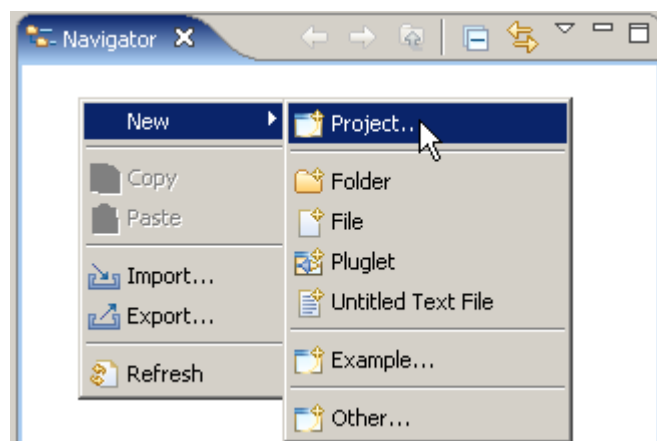 Navigator
New
Copy
Paste
Import...
Export...
Refresh
Project...
Folder
File
Pluglet
Untitled Text File
Example...
Other...